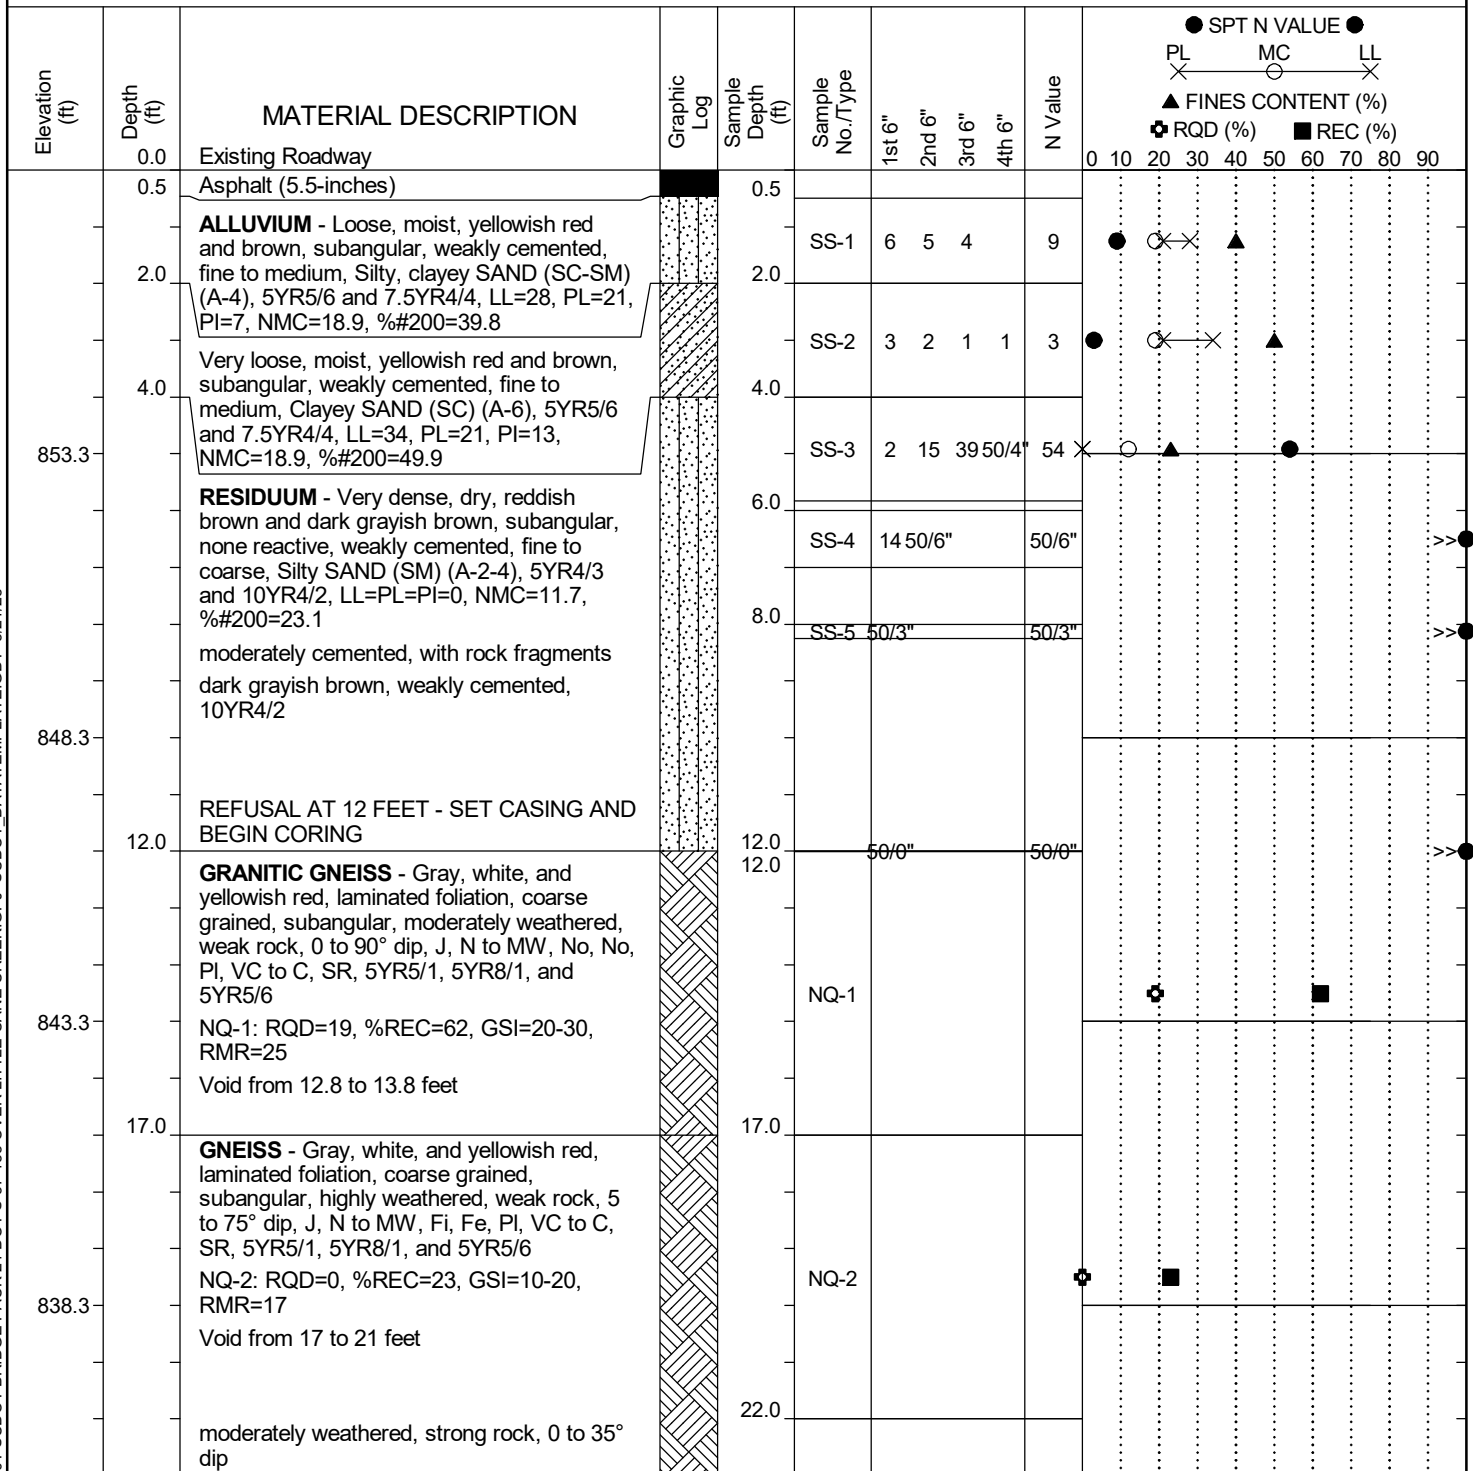 ● SPT N VALUE ●
PL MC LL
▲ FINES CONTENT (%)
RQD (%) ■ REC (%)
0 10 20 30 40 50 60 70 80 90
Elevation (ft)
Depth (ft)
MATERIAL DESCRIPTION
Graphic Log
Sample Depth (ft)
Sample No./Type
1st 6"
2nd 6"
3rd 6"
4th 6"
N Value
0.0 Existing Roadway
0.5 Asphalt (5.5-inches) 0.5
ALLUVIUM - Loose, moist, yellowish red
and brown, subangular, weakly cemented,
SS-1 6 5 4 9
fine to medium, Silty, clayey SAND (SC-SM)
2.0 2.0
(A-4), 5YR5/6 and 7.5YR4/4, LL=28, PL=21,
PI=7, NMC=18.9, %#200=39.8
SS-2 3 2 1 1 3
Very loose, moist, yellowish red and brown,
subangular, weakly cemented, fine to
4.0 4.0
medium, Clayey SAND (SC) (A-6), 5YR5/6
and 7.5YR4/4, LL=34, PL=21, PI=13,
NMC=18.9, %#200=49.9
853.3 SS-3 2 15 39 50/4" 54
RESIDUUM - Very dense, dry, reddish
6.0
brown and dark grayish brown, subangular,
none reactive, weakly cemented, fine to
SS-4 14 50/6" 50/6" >>
coarse, Silty SAND (SM) (A-2-4), 5YR4/3
and 10YR4/2, LL=PL=PI=0, NMC=11.7,
%#200=23.1
8.0
SS-5 50/3" 50/3" >>
moderately cemented, with rock fragments
dark grayish brown, weakly cemented,
10YR4/2
848.3
REFUSAL AT 12 FEET - SET CASING AND
BEGIN CORING
12.0 12.0
50/0" 50/0" >>
12.0
GRANITIC GNEISS - Gray, white, and
yellowish red, laminated foliation, coarse
grained, subangular, moderately weathered,
weak rock, 0 to 90° dip, J, N to MW, No, No,
Pl, VC to C, SR, 5YR5/1, 5YR8/1, and
5YR5/6
NQ-1
843.3
NQ-1: RQD=19, %REC=62, GSI=20-30,
RMR=25
Void from 12.8 to 13.8 feet
17.0 17.0
GNEISS - Gray, white, and yellowish red,
laminated foliation, coarse grained,
subangular, highly weathered, weak rock, 5
to 75° dip, J, N to MW, Fi, Fe, Pl, VC to C,
SR, 5YR5/1, 5YR8/1, and 5YR5/6
NQ-2
NQ-2: RQD=0, %REC=23, GSI=10-20,
RMR=17
838.3
Void from 17 to 21 feet
22.0
moderately weathered, strong rock, 0 to 35°
dip